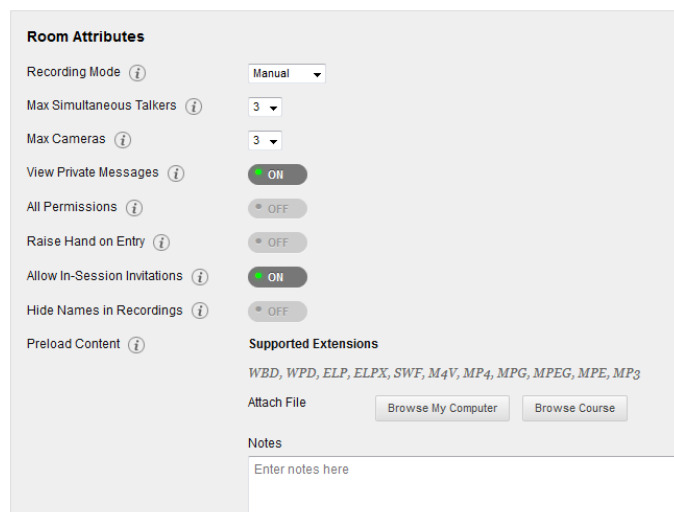 Room Attributes
Recording Mode i Manual
Max Simultaneous Talkers i 3
Max Cameras i 3
View Private Messages i ON
All Permissions i OFF
Raise Hand on Entry i OFF
Allow In-Session Invitations i ON
Hide Names in Recordings i OFF
Preload Content i Supported Extensions
WBD, WPD, ELP, ELPX, SWF, M4V, MP4, MPG, MPEG, MPE, MP3
Attach File Browse My Computer Browse Course
Notes
Enter notes here